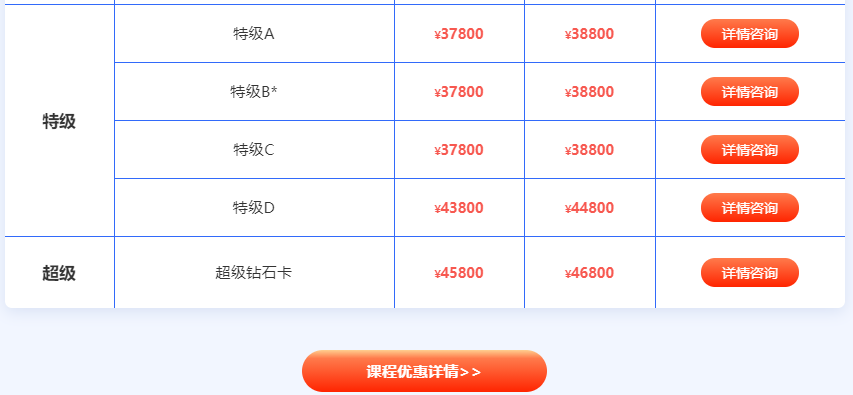 特级
特级A ¥37800 ¥38800 详情咨询
特级B* ¥37800 ¥38800 详情咨询
特级C ¥37800 ¥38800 详情咨询
特级D ¥43800 ¥44800 详情咨询
超级 超级钻石卡 ¥45800 ¥46800 详情咨询
课程优惠详情>>